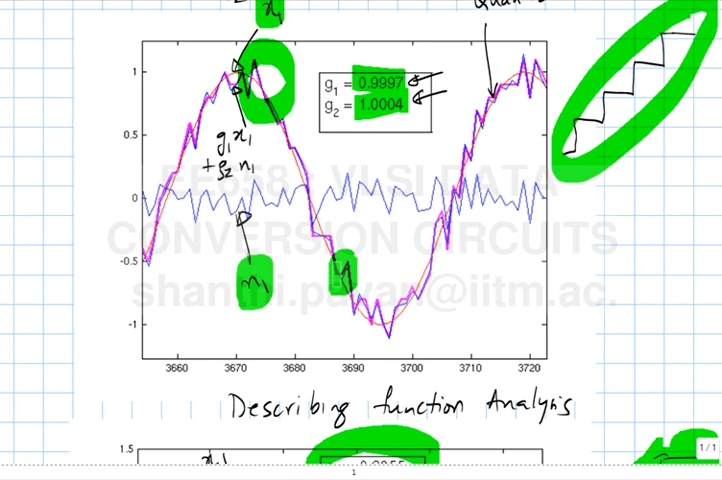 x₁
g₁ = 0.9997
g₂ = 1.0004
1
0.5
0
-0.5
-1
g₁x₁
+g₂n₁
n₁
EE658: VLSI DATA
CONVERSION CIRCUITS
shanthi.pavan@iitm.ac.
3660 3670 3680 3690 3700 3710 3720
Describing function Analysis
1.5
1/1
1